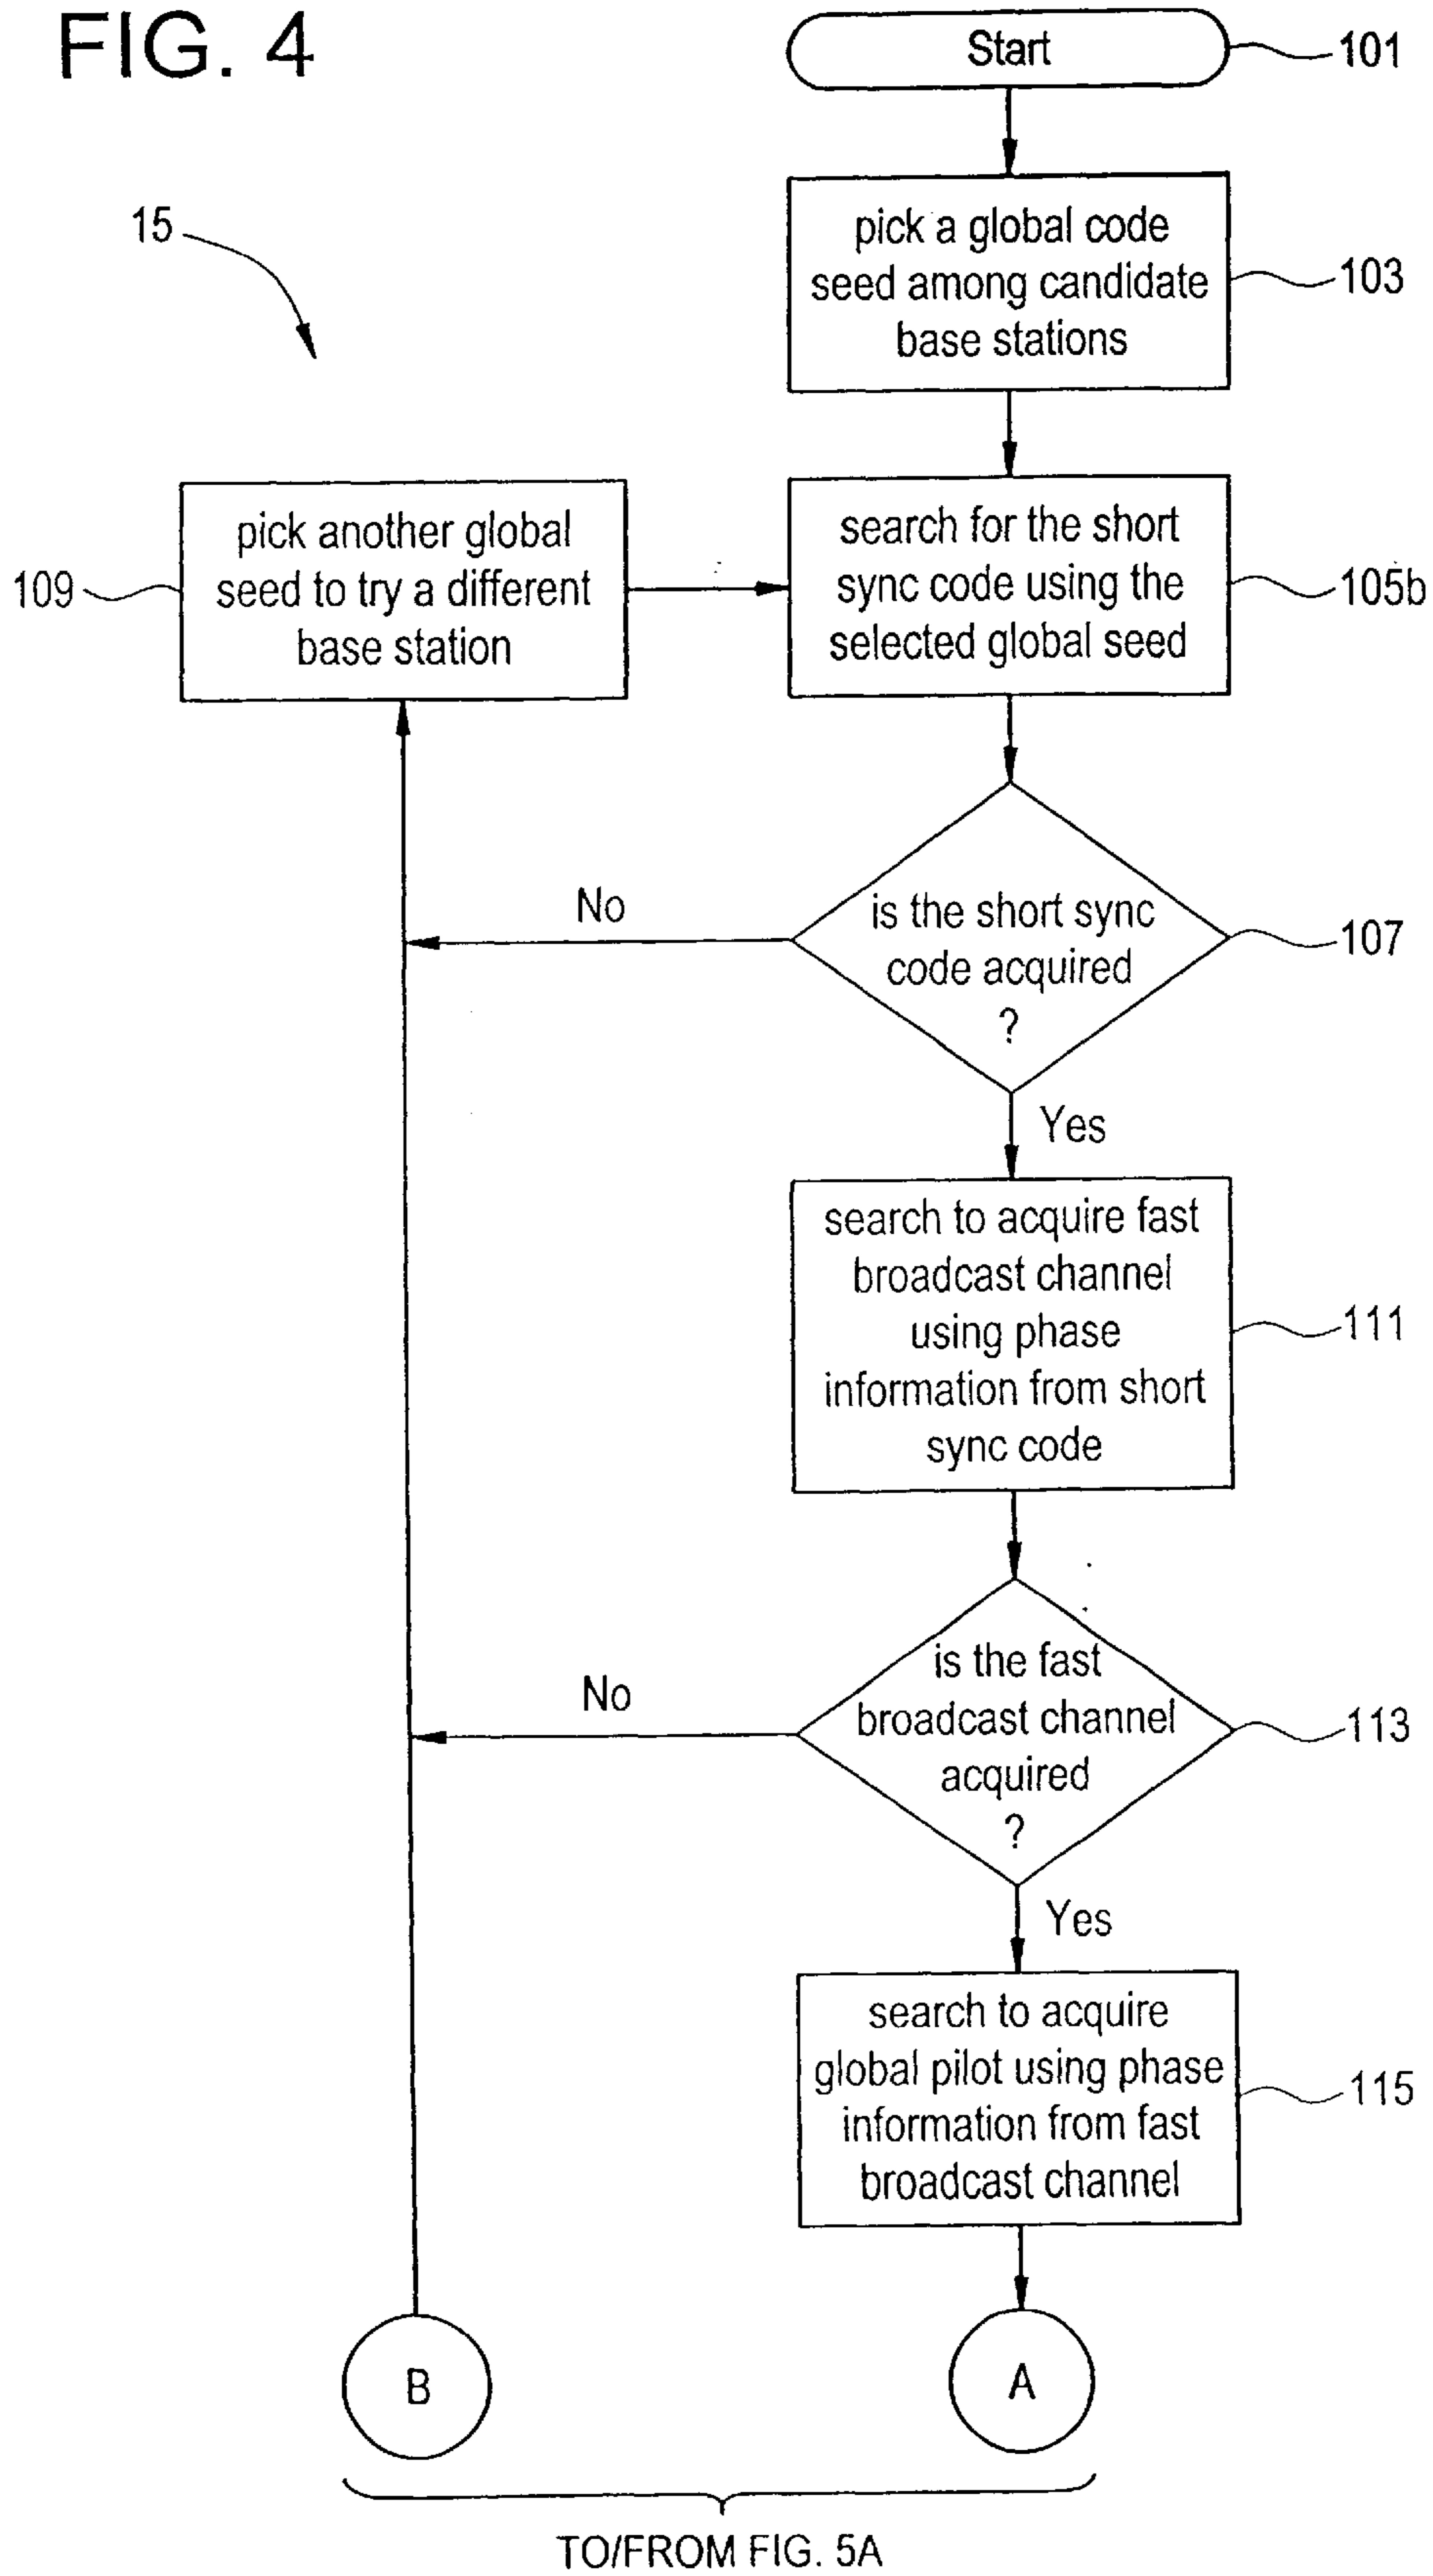 FIG. 4
Start
101
15
pick a global code
seed among candidate
base stations
103
pick another global
seed to try a different
base station
109
search for the short
sync code using the
selected global seed
105b
No
is the short sync
code acquired
?
107
Yes
search to acquire fast
broadcast channel
using phase
information from short
sync code
111
No
is the fast
broadcast channel
acquired
?
113
Yes
search to acquire
global pilot using phase
information from fast
broadcast channel
115
B
A
TO/FROM FIG. 5A